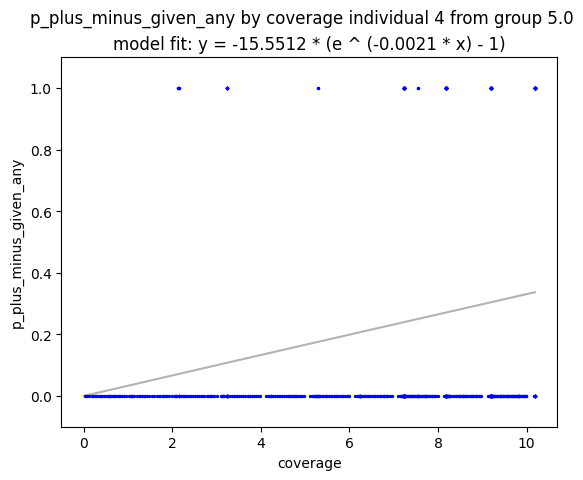 p_plus_minus_given_any by coverage individual 4 from group 5.0
model fit: y = -15.5512 * (e ^ (-0.0021 * x) - 1)
1.0
0.8
0.6
0.4
0.2
0.0
p_plus_minus_given_any
0 2 4 6 8 10
coverage